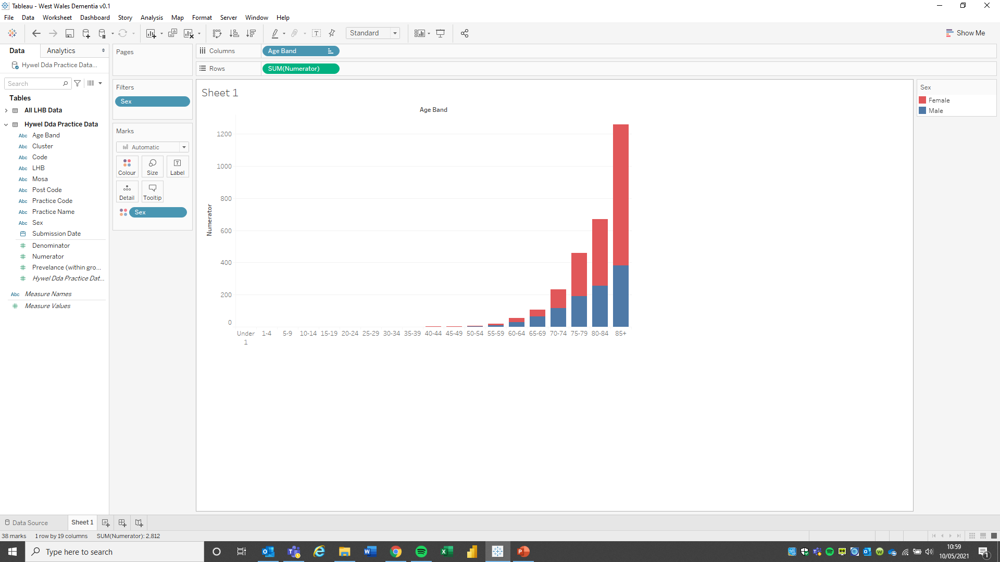 Tableau - West Wales Dementia v0.1
File Data Worksheet Dashboard Story Analysis Map Format Server Window Help
Standard
Show Me
Data Analytics
Hywel Dda Practice Data...
Search
Tables
All LHB Data
Hywel Dda Practice Data
Abc Age Band
Abc Cluster
Abc Code
Abc LHB
Abc Mosa
Abc Post Code
Abc Practice Code
Abc Practice Name
Abc Sex
Submission Date
# Denominator
# Numerator
# Prevelance (within gro...
# Hywel Dda Practice Dat...
Abc Measure Names
# Measure Values
Pages
Filters
Sex
Marks
Automatic
Colour Size Label
Detail Tooltip
Sex
Columns Age Band
Rows SUM(Numerator)
Sheet 1
Age Band
Numerator
1200
1000
800
600
400
200
0
Under 1-4 5-9 10-14 15-19 20-24 25-29 30-34 35-39 40-44 45-49 50-54 55-59 60-64 65-69 70-74 75-79 80-84 85+
1
Sex
Female
Male
Data Source Sheet 1
38 marks 1 row by 19 columns SUM(Numerator): 2,812
Type here to search
10:59
10/05/2021